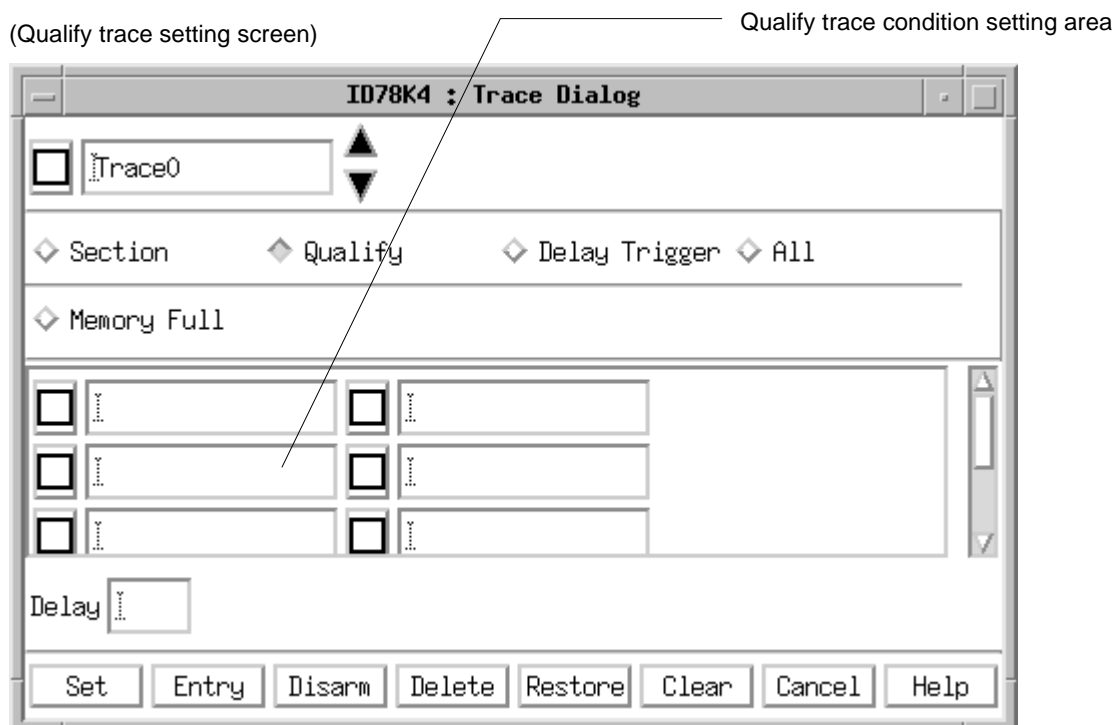 Qualify trace condition setting area
(Qualify trace setting screen)
ID78K4 : Trace Dialog
Trace0
Section Qualify Delay Trigger All
Memory Full
Delay
Set Entry Disarm Delete Restore Clear Cancel Help